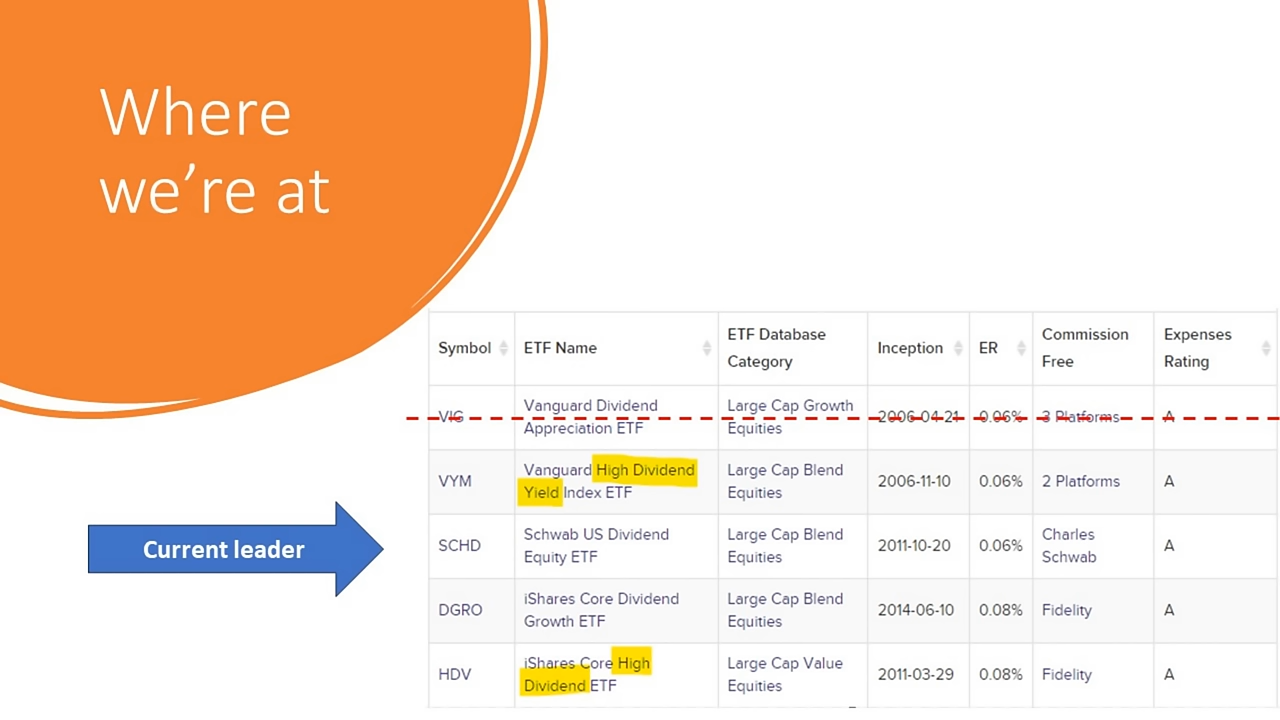 Where
we’re at
Symbol ETF Name ETF Database Category Inception ER Commission Free Expenses Rating
VIG Vanguard Dividend Appreciation ETF Large Cap Growth Equities 2006-04-21 0.06% 3 Platforms A
VYM Vanguard High Dividend Yield Index ETF Large Cap Blend Equities 2006-11-10 0.06% 2 Platforms A
Current leader
SCHD Schwab US Dividend Equity ETF Large Cap Blend Equities 2011-10-20 0.06% Charles Schwab A
DGRO iShares Core Dividend Growth ETF Large Cap Blend Equities 2014-06-10 0.08% Fidelity A
HDV iShares Core High Dividend ETF Large Cap Value Equities 2011-03-29 0.08% Fidelity A